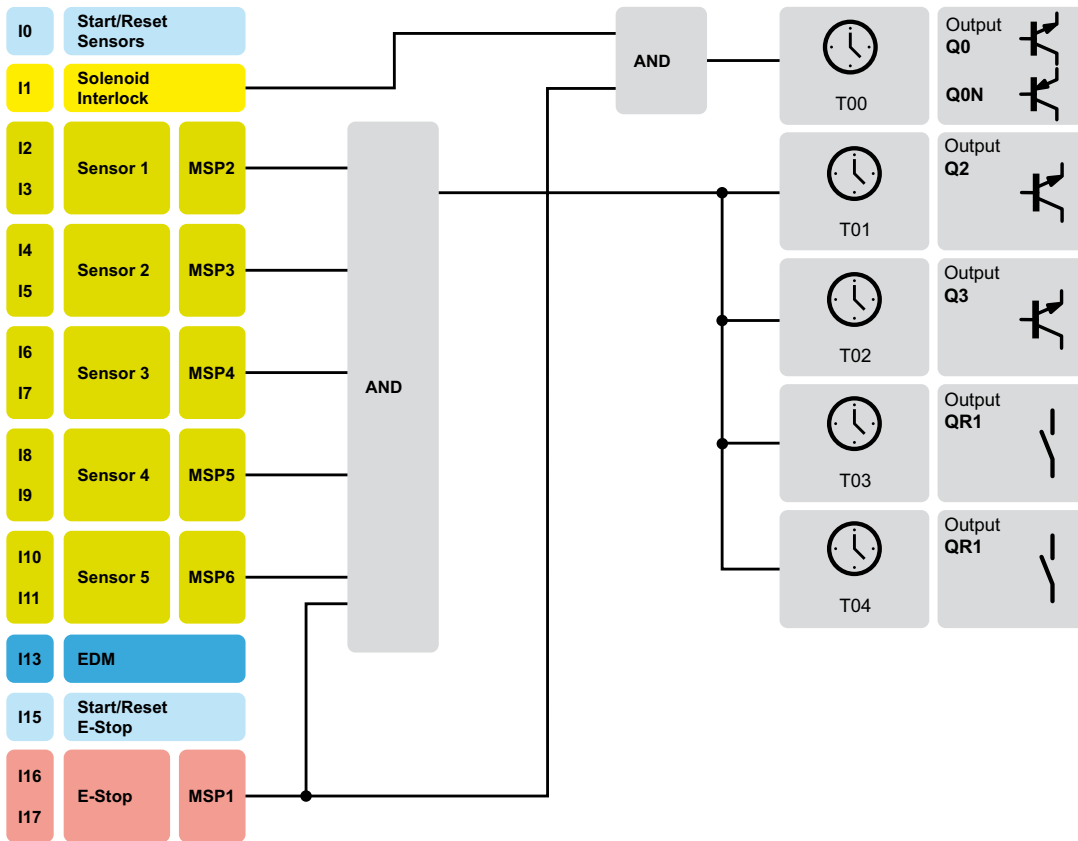 I0
Start/Reset
Sensors
I1
Solenoid
Interlock
I2
I3
Sensor 1
MSP2
I4
I5
Sensor 2
MSP3
I6
I7
Sensor 3
MSP4
I8
I9
Sensor 4
MSP5
I10
I11
Sensor 5
MSP6
I13
EDM
I15
Start/Reset
E-Stop
I16
I17
E-Stop
MSP1
AND
AND
T00
Output
Q0
Q0N
T01
Output
Q2
T02
Output
Q3
T03
Output
QR1
T04
Output
QR1